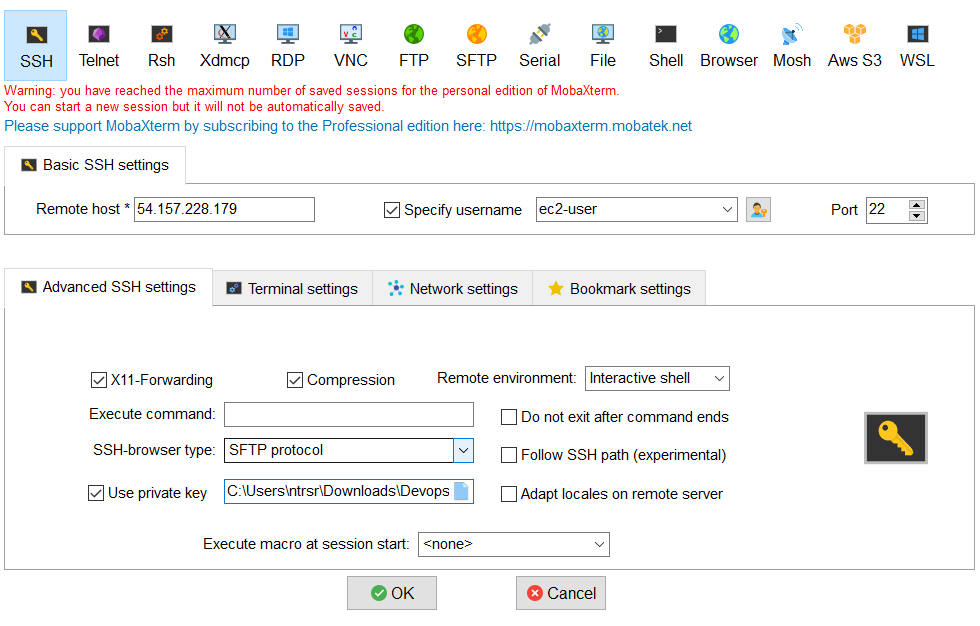 SSH Telnet Rsh Xdmcp RDP VNC FTP SFTP Serial File Shell Browser Mosh Aws S3 WSL
Warning: you have reached the maximum number of saved sessions for the personal edition of MobaXterm.
You can start a new session but it will not be automatically saved.
Please support MobaXterm by subscribing to the Professional edition here: https://mobaxterm.mobatek.net
Basic SSH settings
Remote host * 54.157.228.179 Specify username ec2-user Port 22
Advanced SSH settings Terminal settings Network settings Bookmark settings
X11-Forwarding Compression Remote environment: Interactive shell
Execute command: Do not exit after command ends
SSH-browser type: SFTP protocol Follow SSH path (experimental)
Use private key C:\Users\ntrsr\Downloads\Devops Adapt locales on remote server
Execute macro at session start: <none>
OK Cancel